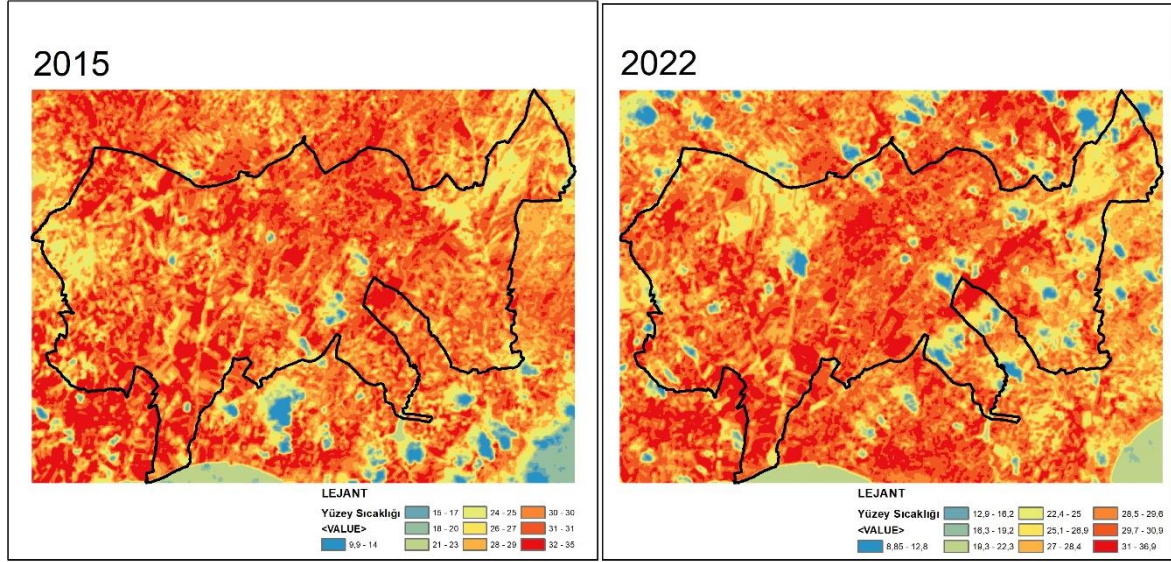 2015
LEJANT
Yüzey Sıcaklığı
<VALUE>
9,9 - 14
15 - 17
18 - 20
21 - 23
24 - 25
26 - 27
28 - 29
30 - 30
31 - 31
32 - 35
2022
LEJANT
Yüzey Sıcaklığı
<VALUE>
8,85 - 12,8
12,9 - 16,2
16,3 - 19,2
19,3 - 22,3
22,4 - 25
25,1 - 26,9
27 - 28,4
28,5 - 29,6
29,7 - 30,9
31 - 36,9